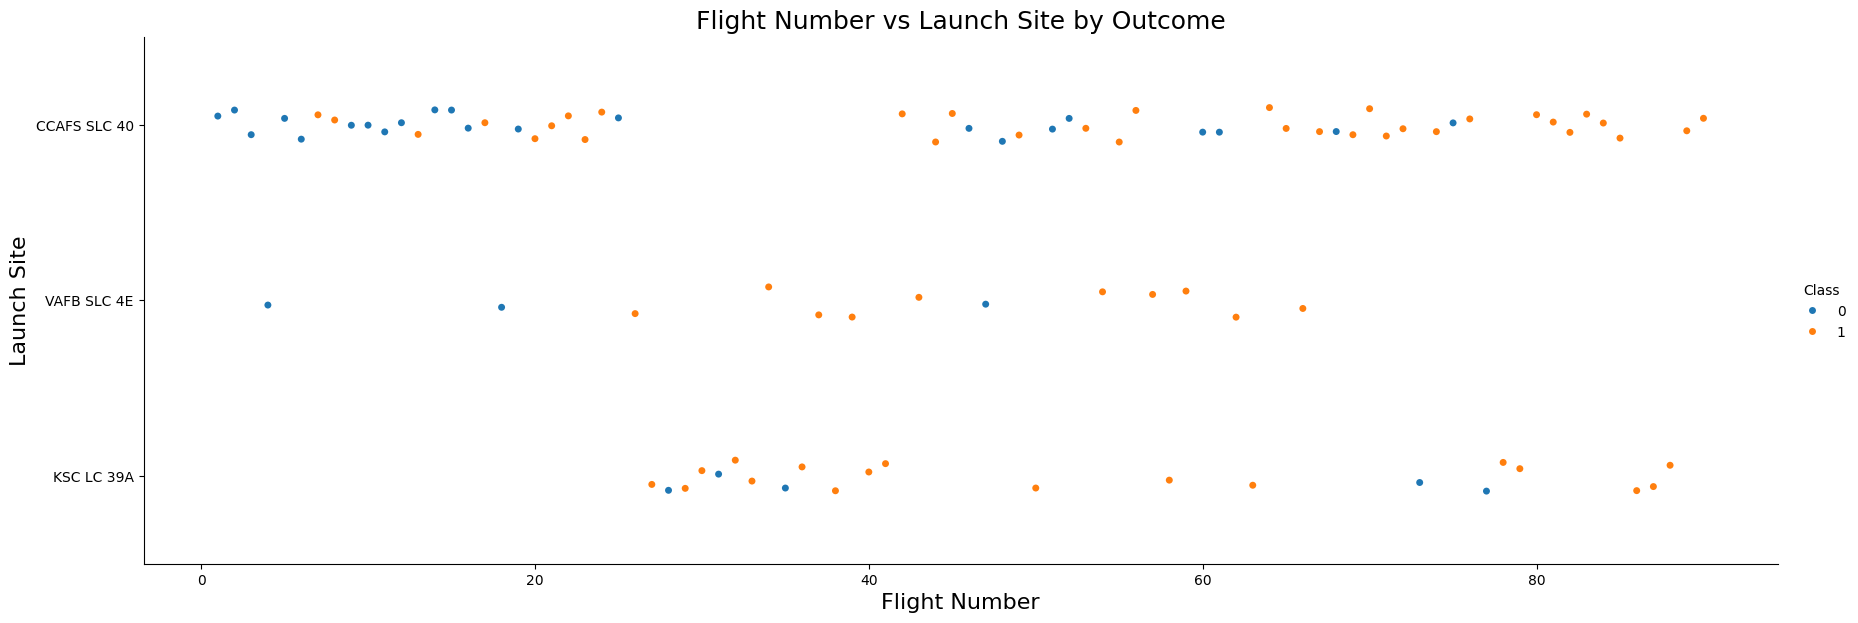 Flight Number vs Launch Site by Outcome
Launch Site
CCAFS SLC 40
VAFB SLC 4E
KSC LC 39A
0
20
40
60
80
Flight Number
Class
0
1